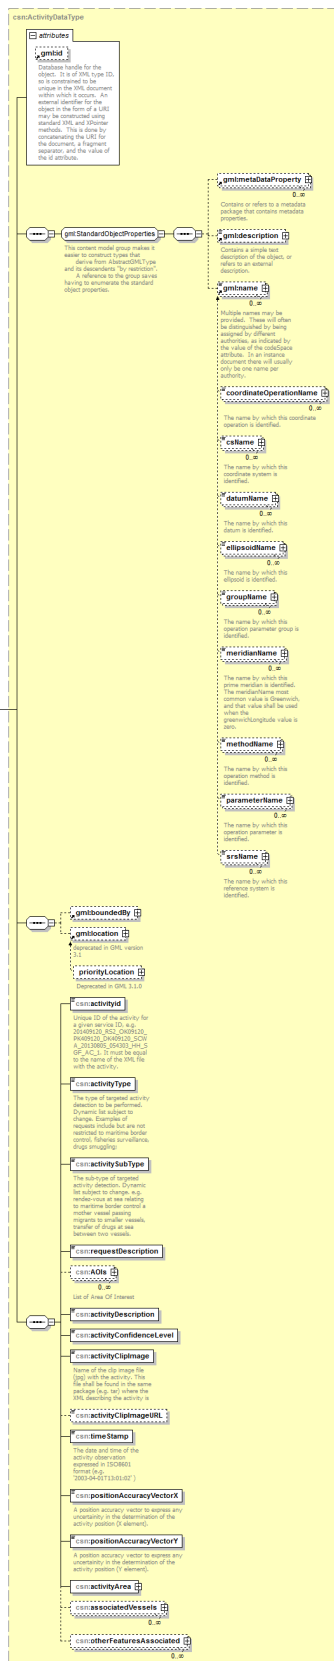 csn:ActivityDataType
attributes
gml:id
Database handle for the
object. It is of XML type ID,
so is constrained to be
unique in the XML document
within which it occurs. An
external identifier for the
object in the form of a URI
may be constructed using
standard XML and XPointer
methods. This is done by
concatenating the URI for
the document, a fragment
separator, and the value of
the id attribute.
gml:StandardObjectProperties
This content model group makes it
easier to construct types that
derive from AbstractGMLType
and its descendents "by restriction".
A reference to the group saves
having to enumerate the standard
object properties.
gml:metaDataProperty
0..∞
Contains or refers to a metadata
package that contains metadata
properties.
gml:description
Contains a simple text
description of the object, or
refers to an external
description.
gml:name
0..∞
Multiple names may be
provided. These will often
be distinguished by being
assigned by different
authorities, as indicated by
the value of the codeSpace
attribute. In an instance
document there will usually
only be one name per
authority.
coordinateOperationName
0..∞
The name by which this coordinate
operation is identified.
csName
0..∞
The name by which this
coordinate system is
identified.
datumName
0..∞
The name by which this
datum is identified.
ellipsoidName
0..∞
The name by which this
ellipsoid is identified.
groupName
0..∞
The name by which this
operation parameter group is
identified.
meridianName
0..∞
The name by which this
prime meridian is identified.
The meridianName most
common value is Greenwich,
and that value shall be used
when the
greenwichLongitude value is
zero.
methodName
0..∞
The name by which this
operation method is
identified.
parameterName
0..∞
The name by which this
operation parameter is
identified.
srsName
0..∞
The name by which this
reference system is
identified.
gml:boundedBy
gml:location
deprecated in GML version
3.1
priorityLocation
Deprecated in GML 3.1.0
csn:activityid
Unique ID of the activity for
a given service ID, e.g.
201409120_RS2_OK09120_
PK409120_DK409120_SCW
A_20130805_054303_HH_S
GF_AC_1. It must be equal
to the name of the XML file
with the activity.
csn:activityType
The type of targeted activity
detection to be performed.
Dynamic list subject to
change. Examples of
requests include but are not
restricted to maritime border
control, fisheries surveillance,
drugs smuggling:
csn:activitySubType
The sub-type of targeted
activity detection. Dynamic
list subject to change. e.g.
rendez-vous at sea relating
to maritime border control a
mother vessel passing
migrants to smaller vessels,
transfer of drugs at sea
between two vessels.
csn:requestDescription
csn:AOIs
0..∞
List of Area Of Interest
csn:activityDescription
csn:activityConfidenceLevel
csn:activityClipImage
Name of the clip image file
(jpg) with the activity. This
file shall be found in the same
package (e.g. tar) where the
XML describing the activity is
csn:activityClipImageURL
csn:timeStamp
The date and time of the
activity observation
expressed in ISO8601
format (e.g.
"2003-04-01T13:01:02" )
csn:positionAccuracyVectorX
A position accuracy vector to express any
uncertainty in the determination of the
activity position (X element).
csn:positionAccuracyVectorY
A position accuracy vector to express any
uncertainty in the determination of the
activity position (Y element).
csn:activityArea
csn:associatedVessels
0..∞
csn:otherFeaturesAssociated
0..∞